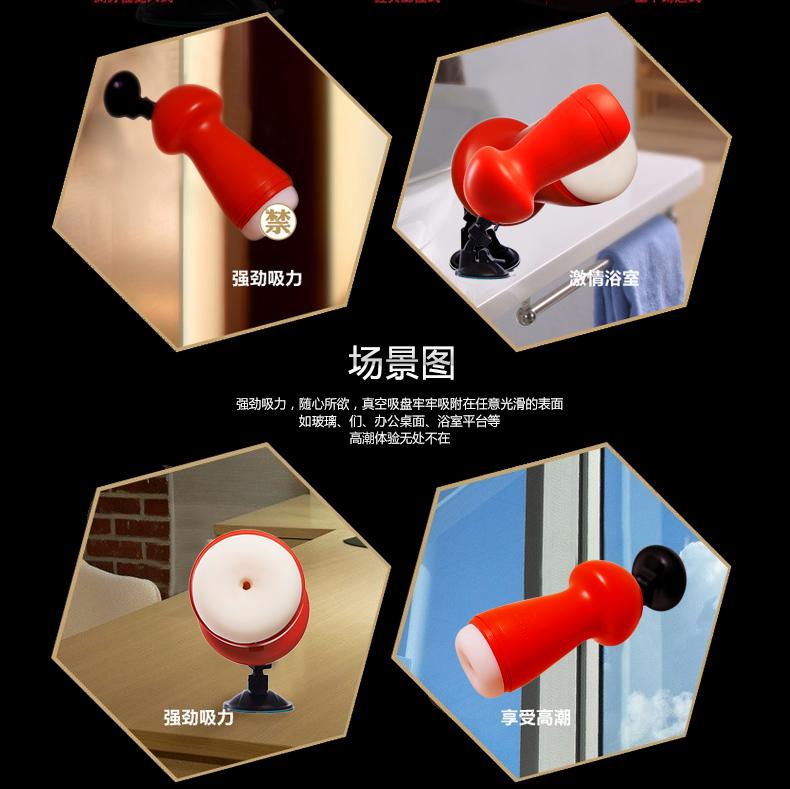 禁
强劲吸力
激情浴室
场景图
强劲吸力，随心所欲，真空吸盘牢牢吸附在任意光滑的表面
如玻璃、们、办公桌面、浴室平台等
高潮体验无处不在
强劲吸力
享受高潮